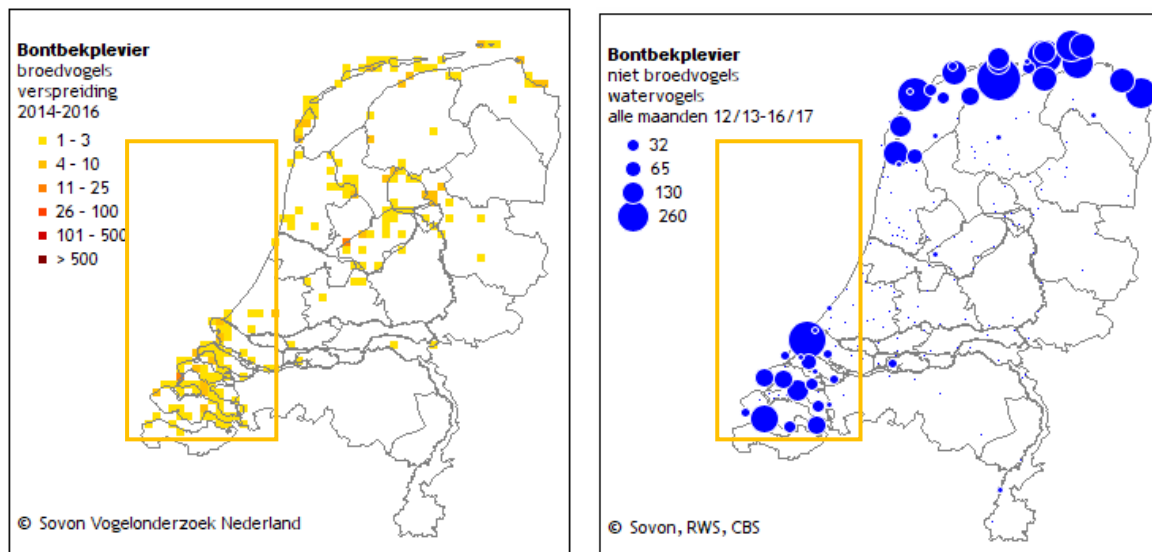 Bontbekplevier
broedvogels
verspreiding
2014-2016
1 - 3
4 - 10
11 - 25
26 - 100
101 - 500
> 500
© Sovon Vogelonderzoek Nederland
Bontbekplevier
niet broedvogels
watervogels
alle maanden 12/13-16/17
32
65
130
260
© Sovon, RWS, CBS